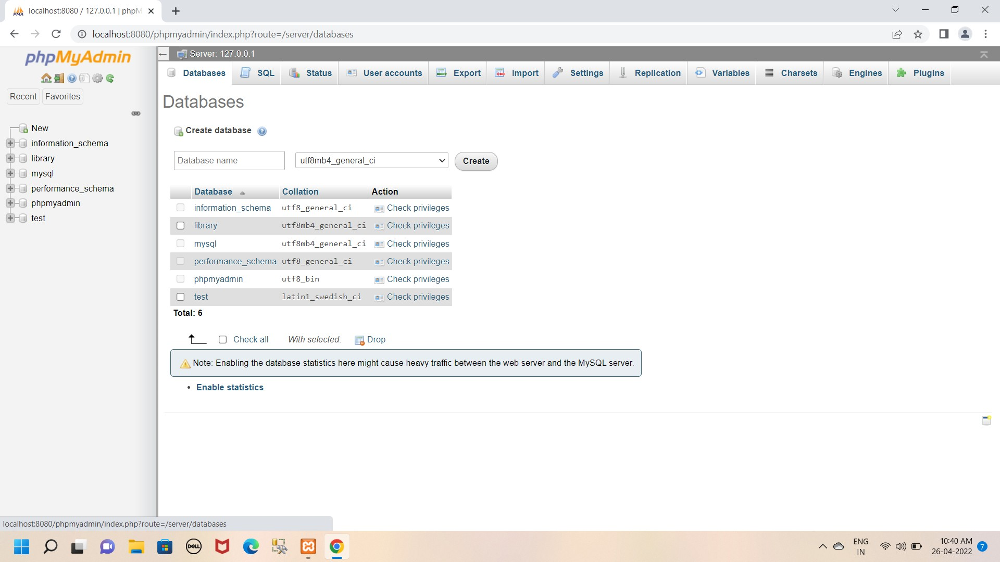 localhost:8080 / 127.0.0.1 | phpM
localhost:8080/phpmyadmin/index.php?route=/server/databases
phpMyAdmin
Recent Favorites
New
information_schema
library
mysql
performance_schema
phpmyadmin
test
Server: 127.0.0.1
Databases SQL Status User accounts Export Import Settings Replication Variables Charsets Engines Plugins
Databases
Create database
Database name utf8mb4_general_ci Create
Database Collation Action
information_schema utf8_general_ci Check privileges
library utf8mb4_general_ci Check privileges
mysql utf8mb4_general_ci Check privileges
performance_schema utf8_general_ci Check privileges
phpmyadmin utf8_bin Check privileges
test latin1_swedish_ci Check privileges
Total: 6
Check all With selected: Drop
Note: Enabling the database statistics here might cause heavy traffic between the web server and the MySQL server.
• Enable statistics
localhost:8080/phpmyadmin/index.php?route=/server/databases
DELL
ENG
IN
10:40 AM
26-04-2022
7